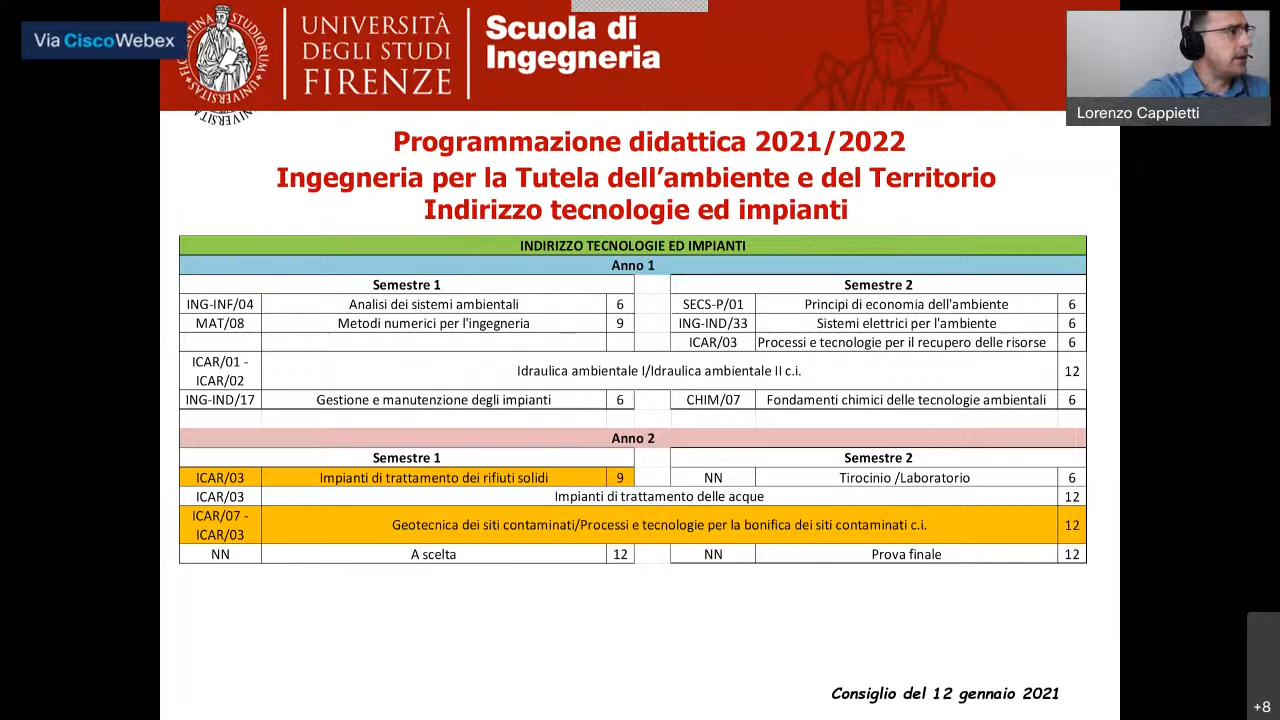 Via Cisco Webex
UNIVERSITÀ
DEGLI STUDI
FIRENZE
Scuola di
Ingegneria
Lorenzo Cappietti
Programmazione didattica 2021/2022
Ingegneria per la Tutela dell’ambiente e del Territorio
Indirizzo tecnologie ed impianti
INDIRIZZO TECNOLOGIE ED IMPIANTI
Anno 1
Semestre 1 Semestre 2
ING-INF/04 Analisi dei sistemi ambientali 6 SECS-P/01 Principi di economia dell'ambiente 6
MAT/08 Metodi numerici per l'ingegneria 9 ING-IND/33 Sistemi elettrici per l'ambiente 6
ICAR/03 Processi e tecnologie per il recupero delle risorse 6
ICAR/01 -
ICAR/02 Idraulica ambientale I/Idraulica ambientale II c.i. 12
ING-IND/17 Gestione e manutenzione degli impianti 6 CHIM/07 Fondamenti chimici delle tecnologie ambientali 6
Anno 2
Semestre 1 Semestre 2
ICAR/03 Impianti di trattamento dei rifiuti solidi 9 NN Tirocinio /Laboratorio 6
ICAR/03 Impianti di trattamento delle acque 12
ICAR/07 -
ICAR/03 Geotecnica dei siti contaminati/Processi e tecnologie per la bonifica dei siti contaminati c.i. 12
NN A scelta 12 NN Prova finale 12
Consiglio del 12 gennaio 2021
+8